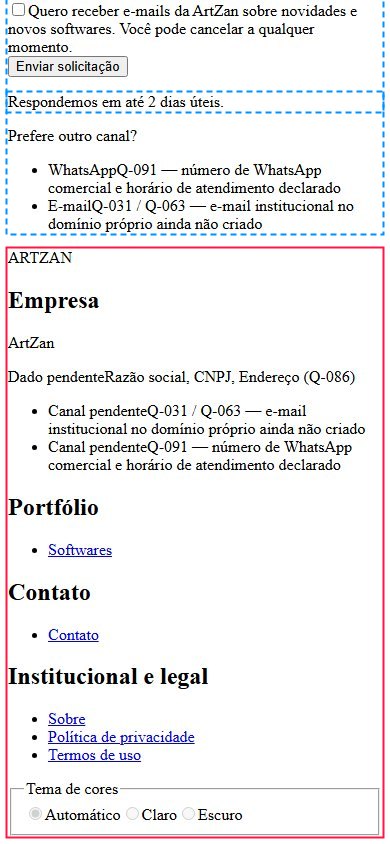 Quero receber e-mails da ArtZan sobre novidades e
novos softwares. Você pode cancelar a qualquer
momento.
Enviar solicitação
Respondemos em até 2 dias úteis.
Prefere outro canal?
WhatsAppQ-091 — número de WhatsApp
comercial e horário de atendimento declarado
E-mailQ-031 / Q-063 — e-mail institucional no
domínio próprio ainda não criado
ARTZAN
Empresa
ArtZan
Dado pendenteRazão social, CNPJ, Endereço (Q-086)
Canal pendenteQ-031 / Q-063 — e-mail
institucional no domínio próprio ainda não criado
Canal pendenteQ-091 — número de WhatsApp
comercial e horário de atendimento declarado
Portfólio
Softwares
Contato
Contato
Institucional e legal
Sobre
Política de privacidade
Termos de uso
Tema de cores
Automático Claro Escuro